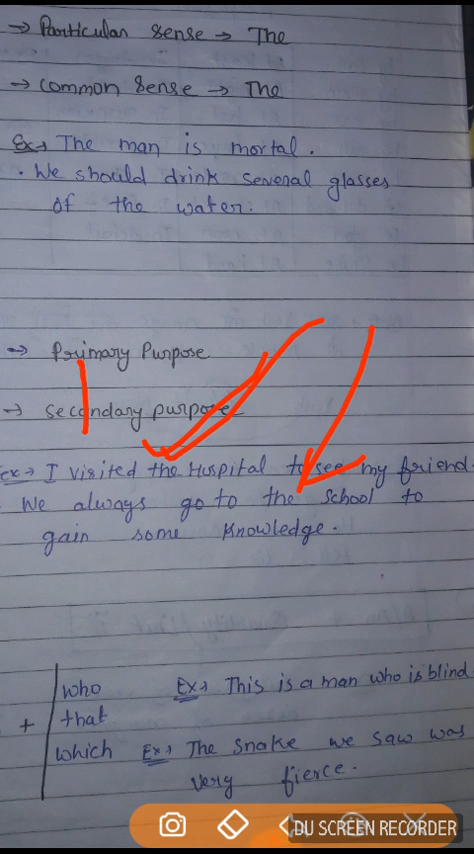 → Particular Sense → The
→ common Sense → The
Ex→ The man is mortal.
. We should drink several glasses
of the water.
→ Primary Purpose
→ Secondary purpose
Ex→ I visited the Hospital to see my friend.
We always go to the School to
gain some knowledge.
who Ex→ This is a man who is blind
+ that
which Ex→ The snake we saw was
very fierce.
DU SCREEN RECORDER